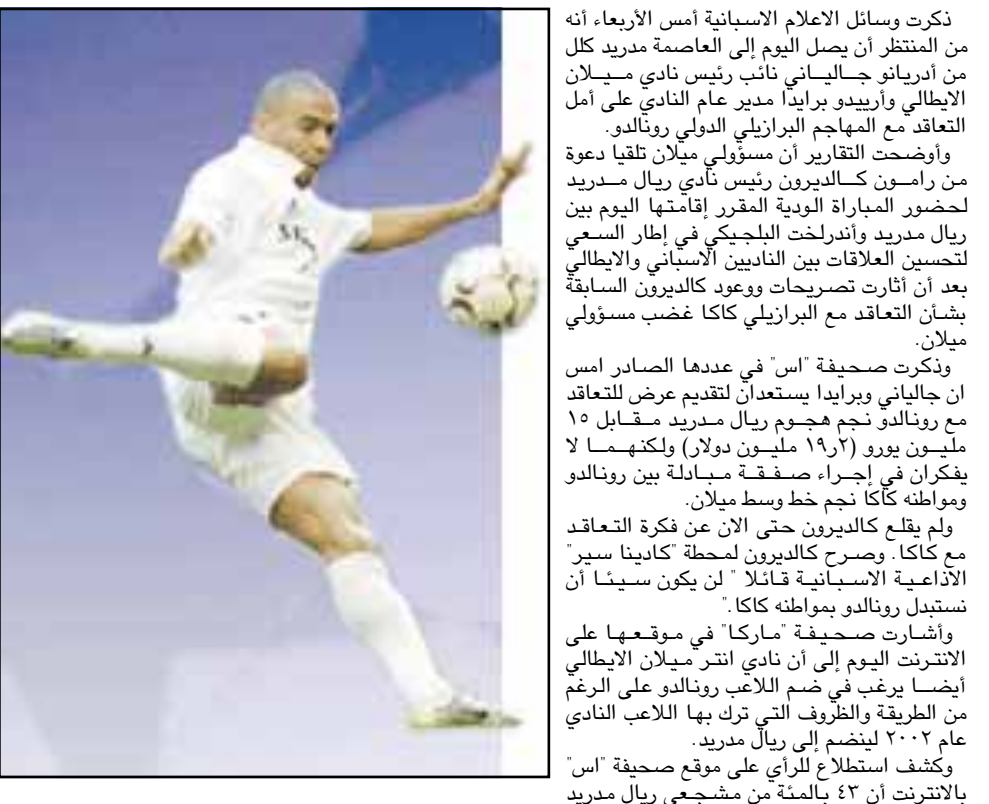 ذكرت وسائل الاعلام الاسبانية أمس الأربعاء أنه
من المنتظر أن يصل اليوم إلى العاصمة مدريد كلل
من أدريانو جالياني نائب رئيس نادي ميلان
الايطالي وأرييدو برايدا مدير عام النادي على أمل
التعاقد مع المهاجم البرازيلي الدولي رونالدو.
وأوضحت التقارير أن مسؤولي ميلان تلقيا دعوة
من رامون كالديرون رئيس نادي ريال مدريد
لحضور المباراة الودية المقرر إقامتها اليوم بين
ريال مدريد وأندرلخت البلجيكي في إطار السعي
لتحسين العلاقات بين الناديين الاسباني والايطالي
بعد أن أثارت تصريحات ووعود كالديرون السابقة
بشأن التعاقد مع البرازيلي كاكا غضب مسؤولي
ميلان.
وذكرت صحيفة "اس" في عددها الصادر امس
ان جالياني وبرايدا يستعدان لتقديم عرض للتعاقد
مع رونالدو نجم هجوم ريال مدريد مقابل ١٥
مليون يورو (٢ر١٩ مليون دولار) ولكنهما لا
يفكران في إجراء صفقة مبادلة بين رونالدو
ومواطنه كاكا نجم خط وسط ميلان.
ولم يقلع كالديرون حتى الان عن فكرة التعاقد
مع كاكا. وصرح كالديرون لمحطة "كادينا سير"
الاذاعية الاسبانية قائلا " لن يكون سيئا أن
نستبدل رونالدو بمواطنه كاكا."
وأشارت صحيفة "ماركا" في موقعها على
الانترنت اليوم إلى أن نادي انتر ميلان الايطالي
أيضا يرغب في ضم اللاعب رونالدو على الرغم
من الطريقة والظروف التي ترك بها اللاعب النادي
عام ٢٠٠٢ لينضم إلى ريال مدريد.
وكشف استطلاع للرأي على موقع صحيفة "اس"
بالانترنت أن ٤٣ بالمئة من مشجعي ريال مدريد